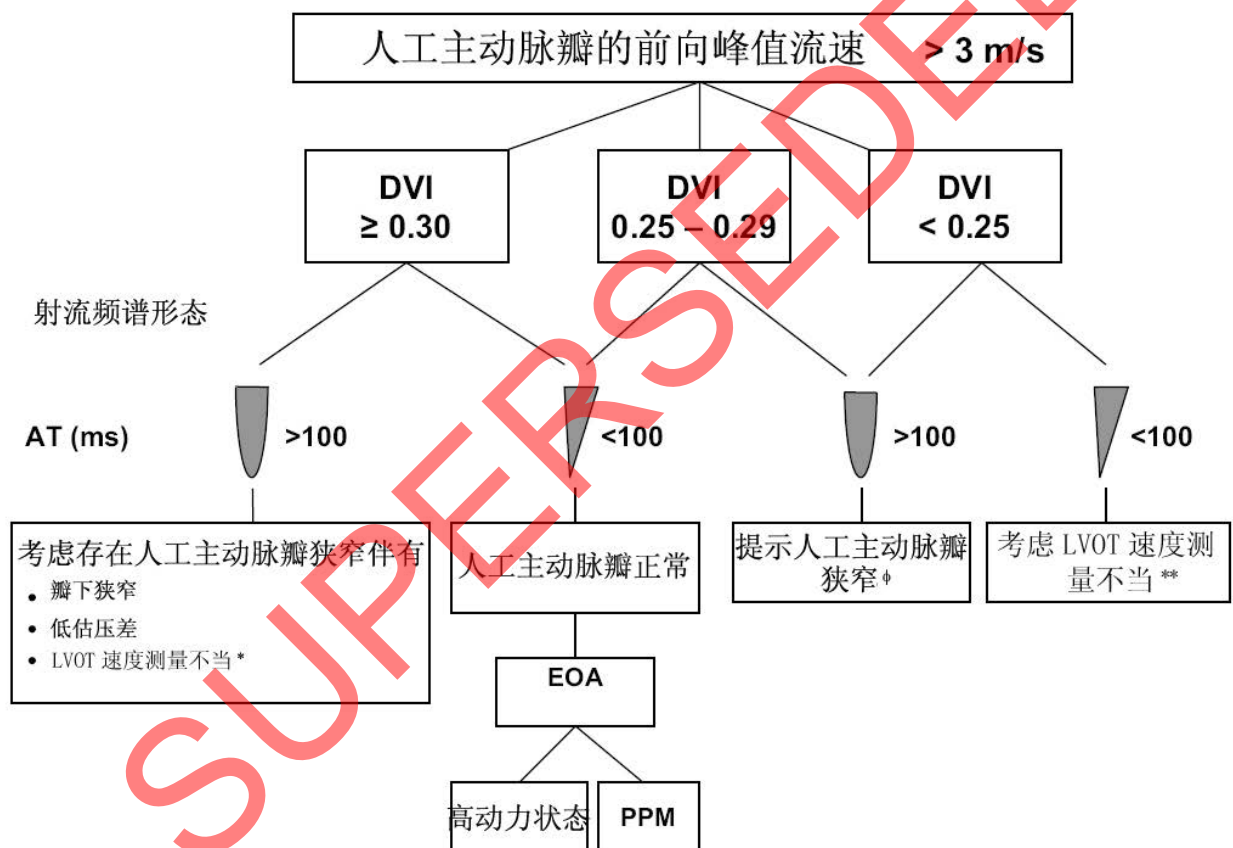 人工主动脉瓣的前向峰值流速 > 3 m/s
DVI
≥ 0.30
DVI
0.25 – 0.29
DVI
< 0.25
射流频谱形态
AT (ms)
>100
<100
>100
<100
考虑存在人工主动脉瓣狭窄伴有
• 瓣下狭窄
• 低估压差
• LVOT 速度测量不当*
人工主动脉瓣正常
提示人工主动脉瓣
狭窄φ
考虑 LVOT 速度测
量不当**
EOA
高动力状态
PPM
SUPERSEDED